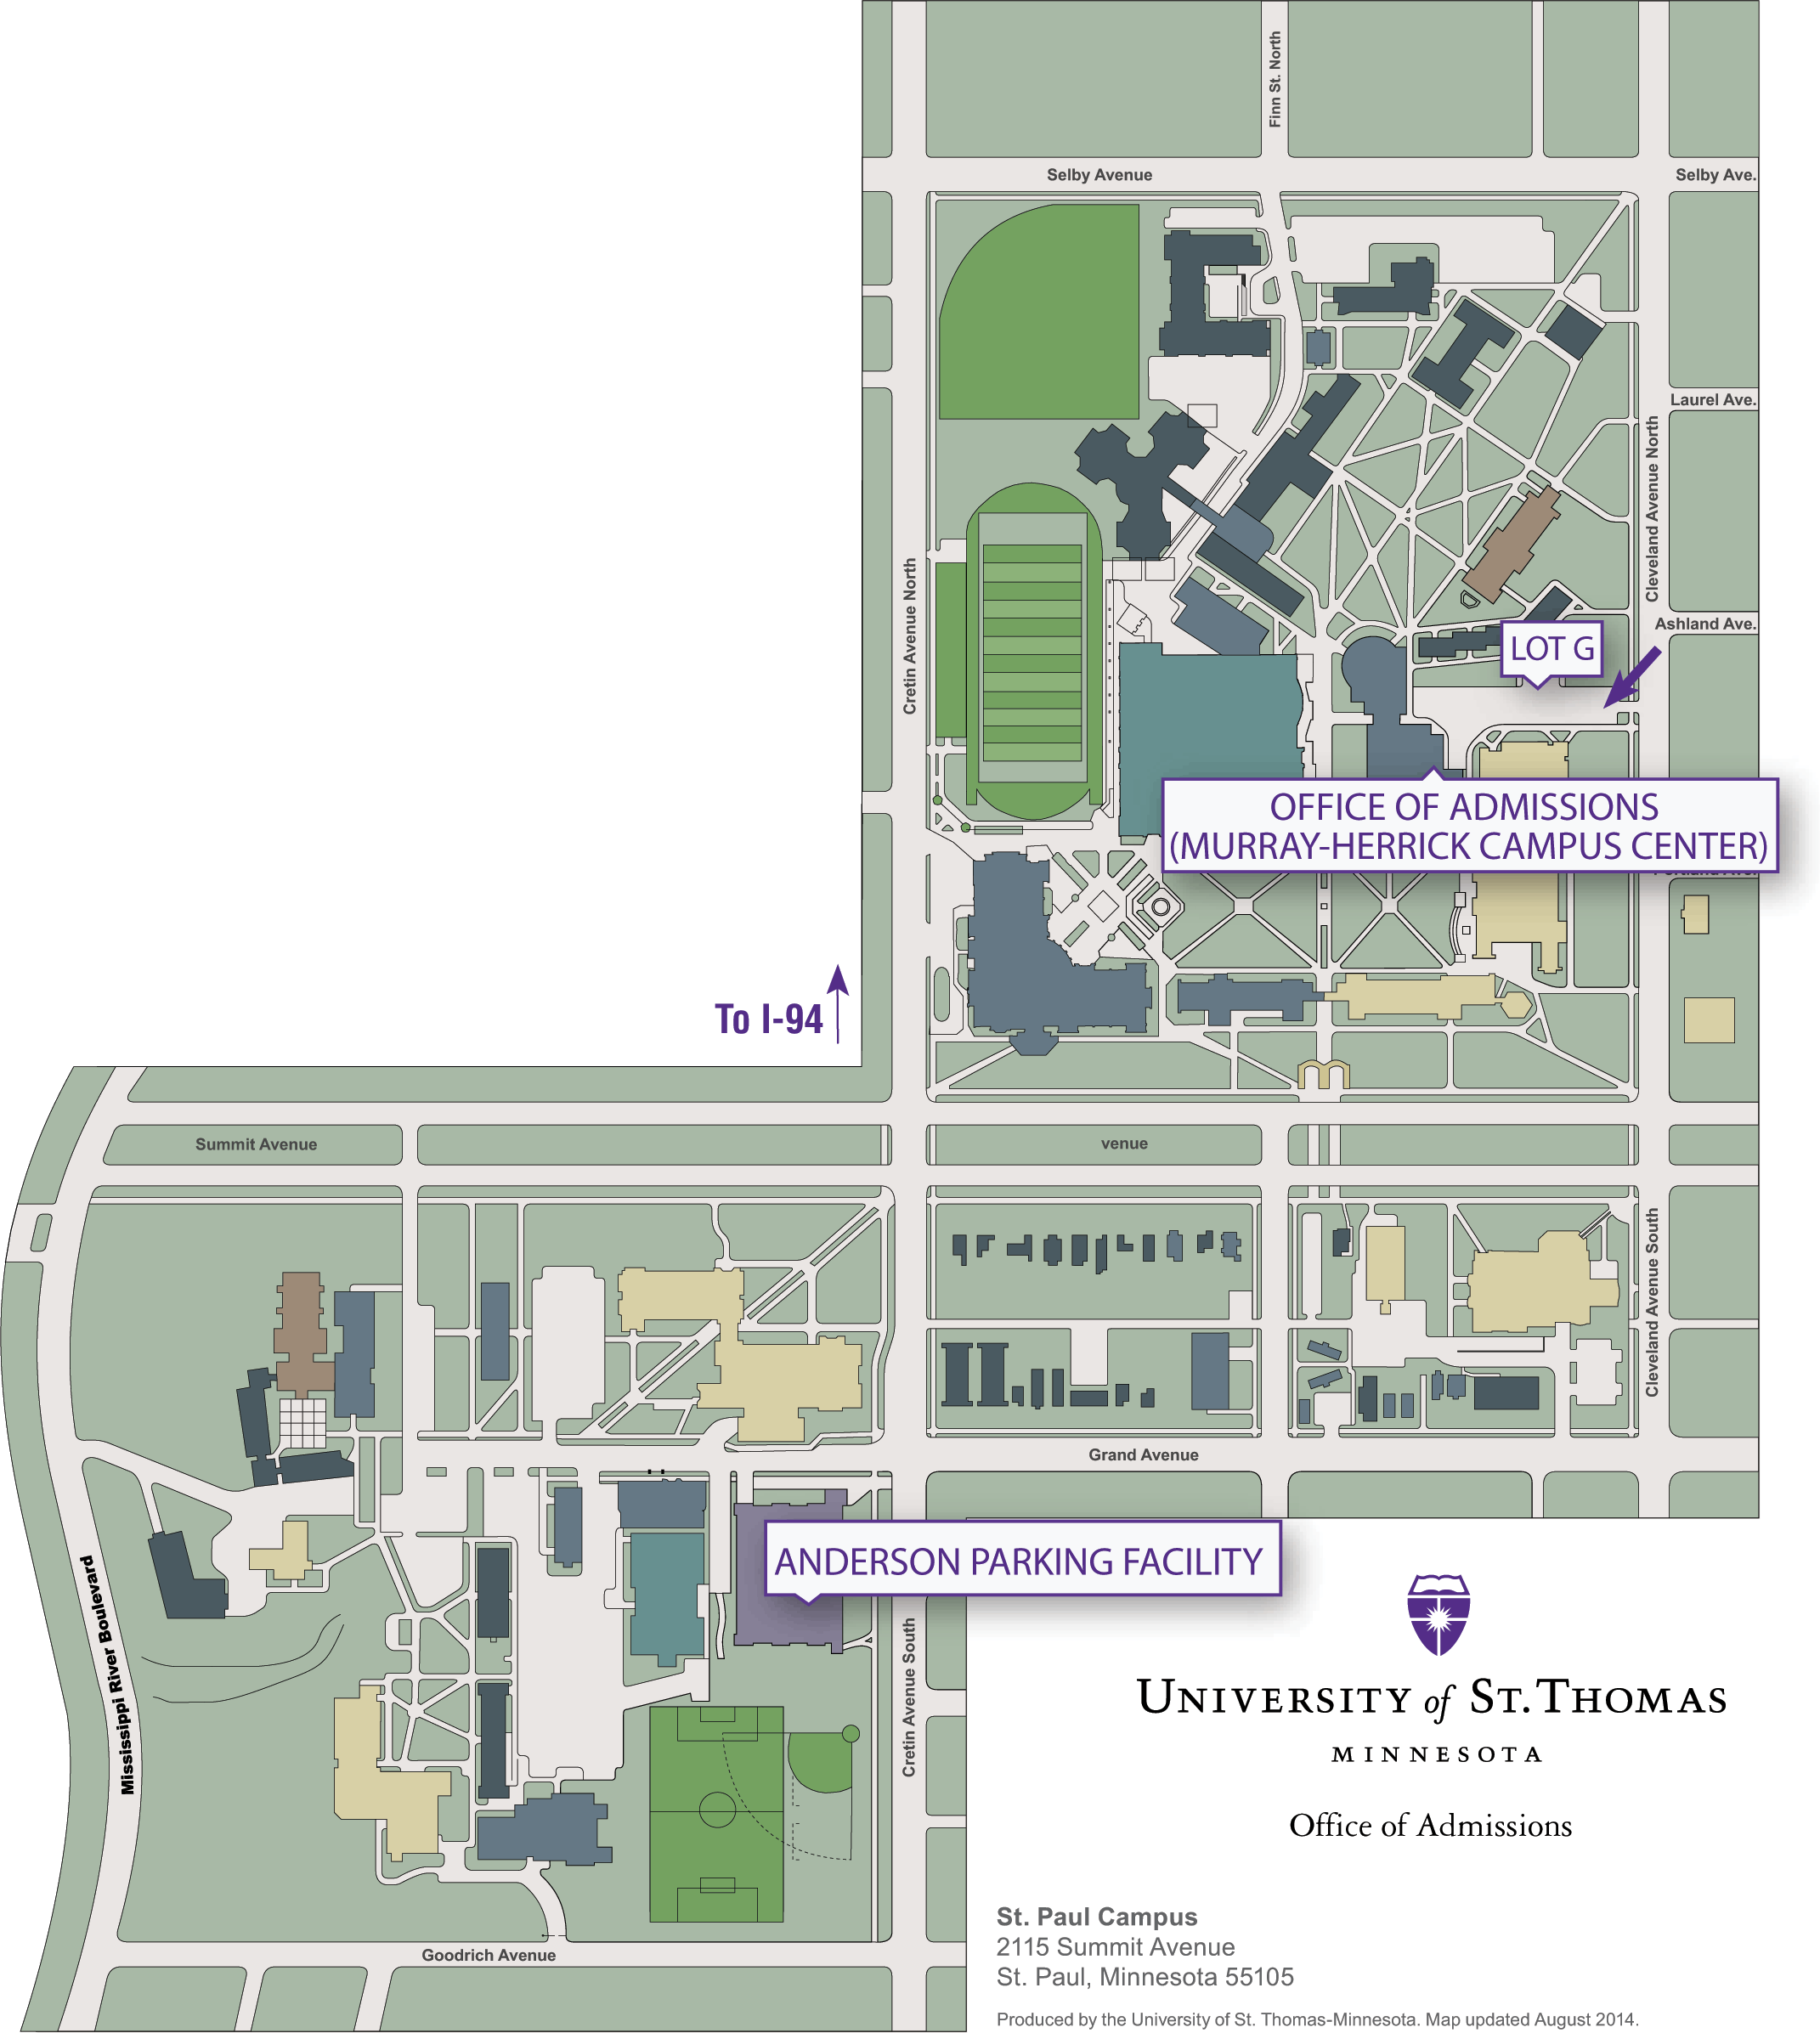 Finn St. North
Selby Avenue
Selby Ave.
Laurel Ave.
Cleveland Avenue North
Cretin Avenue North
Ashland Ave.
LOT G
OFFICE OF ADMISSIONS
(MURRAY-HERRICK CAMPUS CENTER)
To I-94
Summit Avenue
venue
Cleveland Avenue South
Grand Avenue
ANDERSON PARKING FACILITY
Mississippi River Boulevard
Cretin Avenue South
UNIVERSITY of ST. THOMAS
MINNESOTA
Office of Admissions
St. Paul Campus
2115 Summit Avenue
St. Paul, Minnesota 55105
Goodrich Avenue
Produced by the University of St. Thomas-Minnesota. Map updated August 2014.